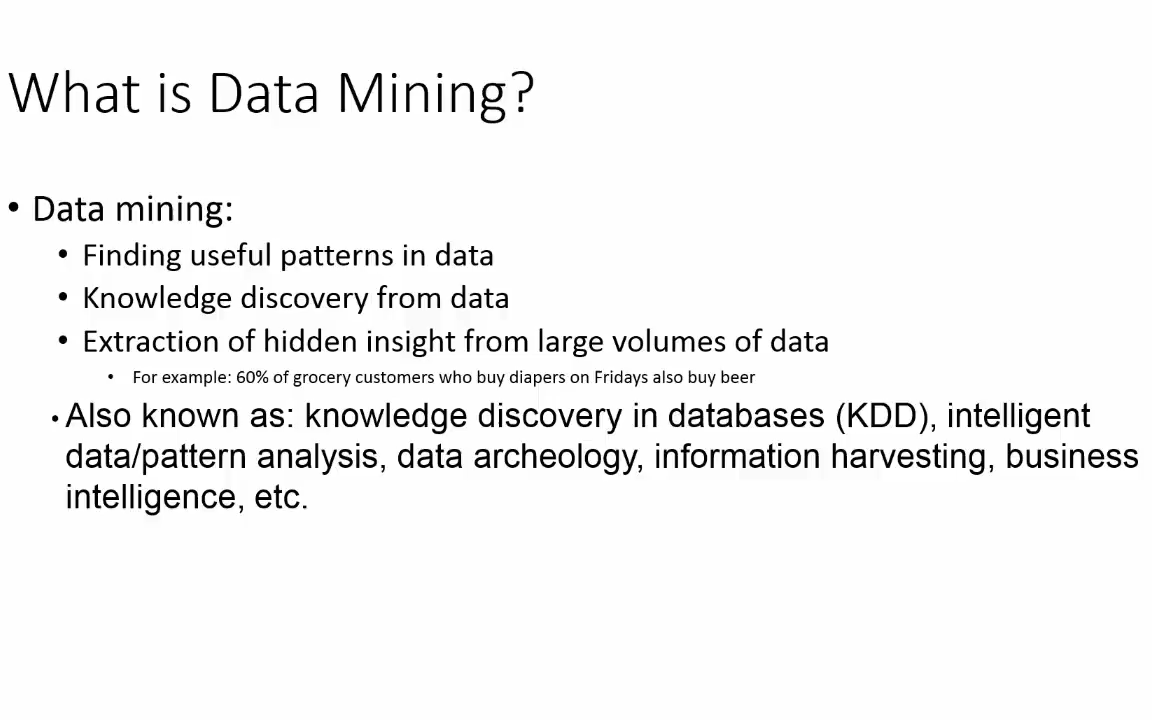 What is Data Mining?
• Data mining:
• Finding useful patterns in data
• Knowledge discovery from data
• Extraction of hidden insight from large volumes of data
• For example: 60% of grocery customers who buy diapers on Fridays also buy beer
• Also known as: knowledge discovery in databases (KDD), intelligent
data/pattern analysis, data archeology, information harvesting, business
intelligence, etc.